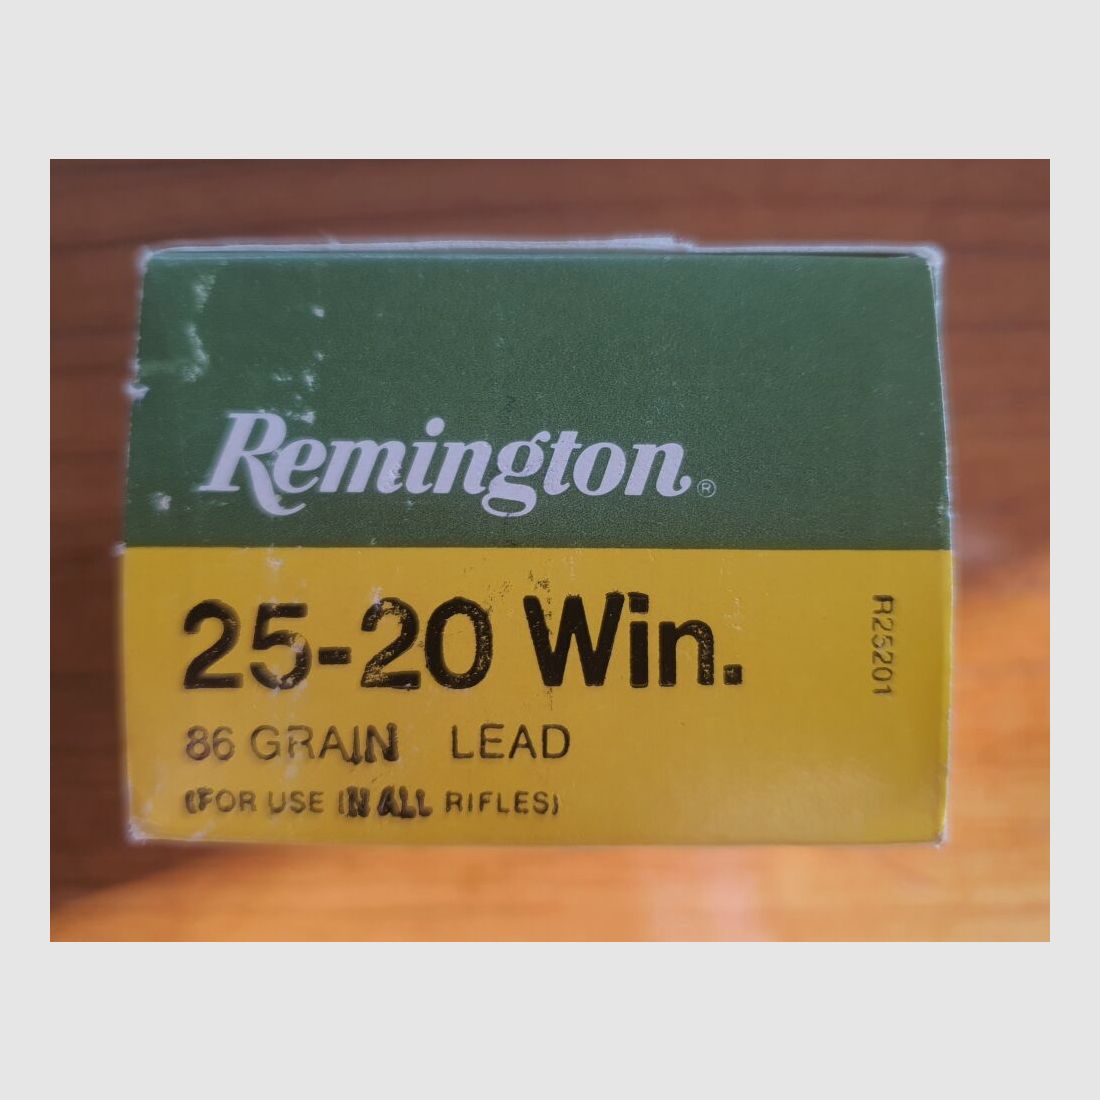 Remington®
25-20 Win.
86 GRAIN LEAD
(FOR USE IN ALL RIFLES)
R25201